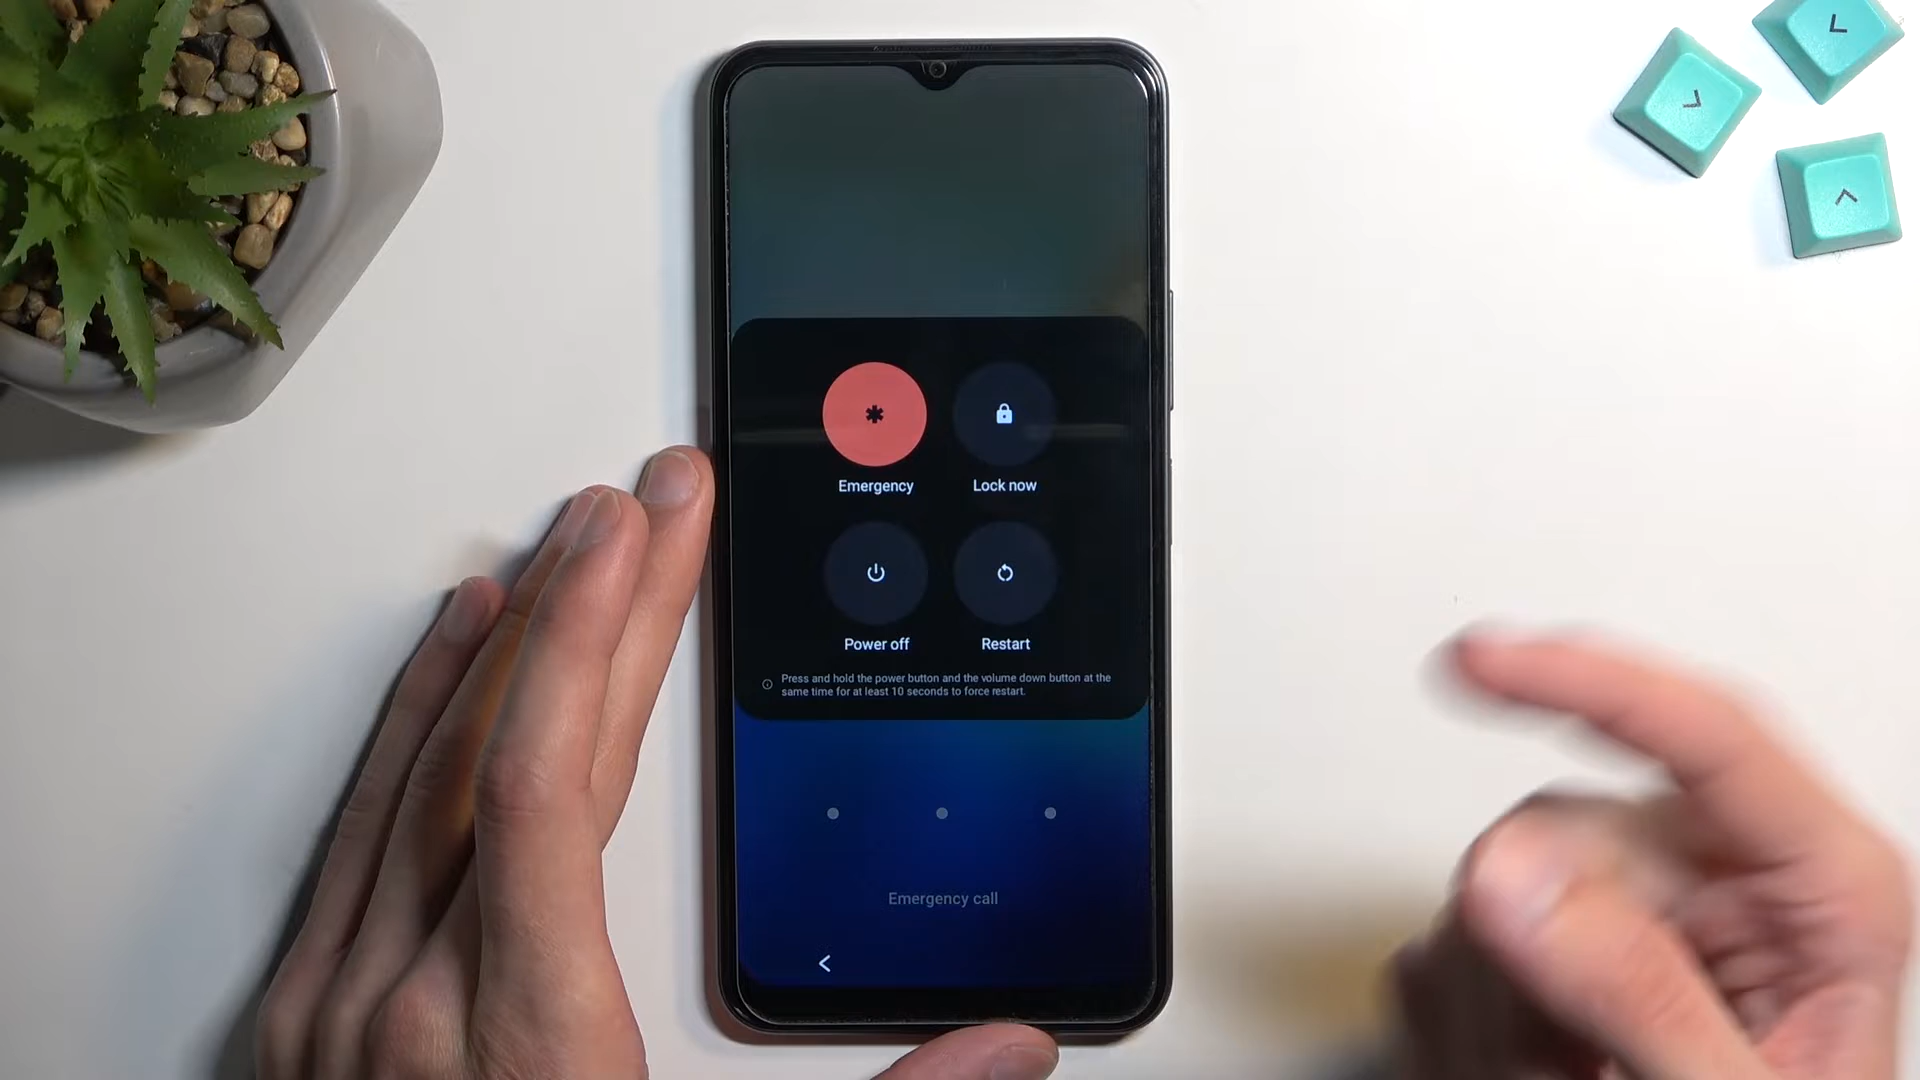 Emergency
Lock now
Power off
Restart
Press and hold the power button and the volume down button at the
same time for at least 10 seconds to force restart.
Emergency call